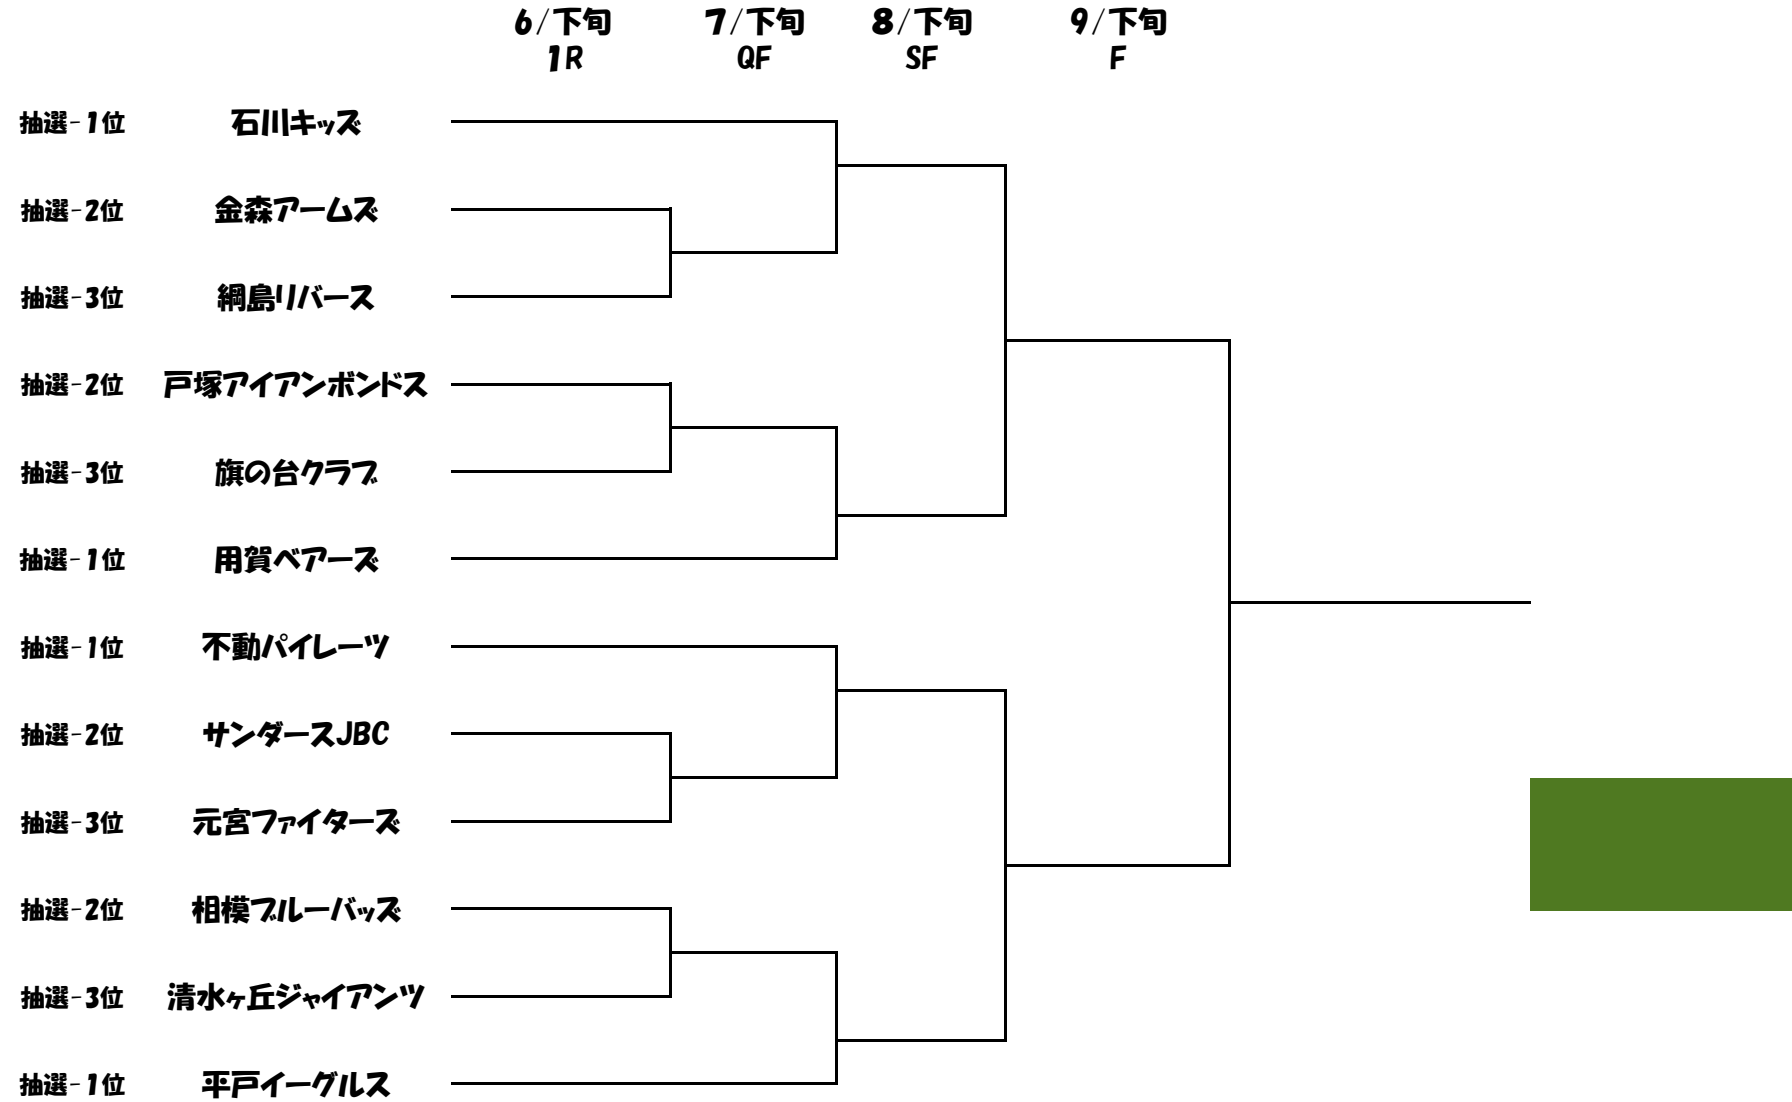 6/下旬 7/下旬 8/下旬 9/下旬
1R QF SF F
抽選-1位 石川キッズ
抽選-2位 金森アームズ
抽選-3位 綱島リバース
抽選-2位 戸塚アイアンボンドス
抽選-3位 旗の台クラブ
抽選-1位 用賀ベアーズ
抽選-1位 不動パイレーツ
抽選-2位 サンダースJBC
抽選-3位 元宮ファイターズ
抽選-2位 相模ブルーバッズ
抽選-3位 清水ヶ丘ジャイアンツ
抽選-1位 平戸イーグルス